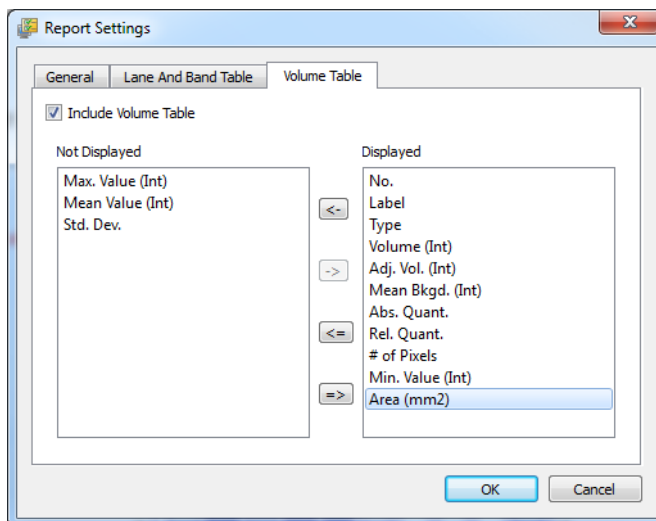 Report Settings
General
Lane And Band Table
Volume Table
Include Volume Table
Not Displayed
Max. Value (Int)
Mean Value (Int)
Std. Dev.
<-
->
<=
=>
Displayed
No.
Label
Type
Volume (Int)
Adj. Vol. (Int)
Mean Bkgd. (Int)
Abs. Quant.
Rel. Quant.
# of Pixels
Min. Value (Int)
Area (mm2)
OK
Cancel